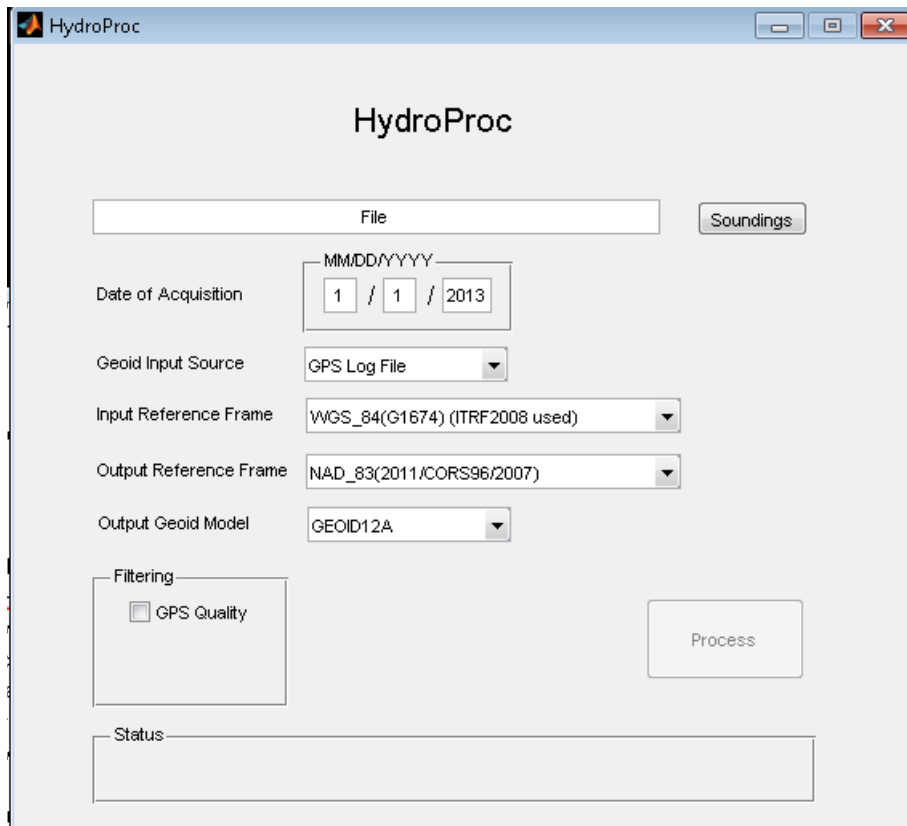 HydroProc
HydroProc
File
Soundings
MM/DD/YYYY
Date of Acquisition 1 / 1 / 2013
Geoid Input Source GPS Log File
Input Reference Frame WGS_84(G1674) (ITRF2008 used)
Output Reference Frame NAD_83(2011/CORS96/2007)
Output Geoid Model GEOID12A
Filtering
GPS Quality
Process
Status